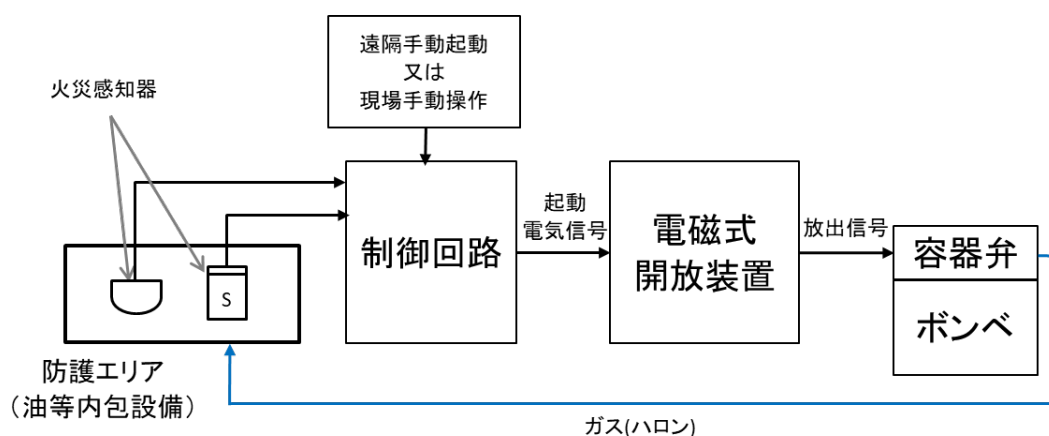 遠隔手動起動
又は
現場手動操作
火災感知器
起動
電気信号
放出信号
制御回路
電磁式
開放装置
容器弁
ボンベ
S
防護エリア
(油等内包設備)
ガス(ハロン)